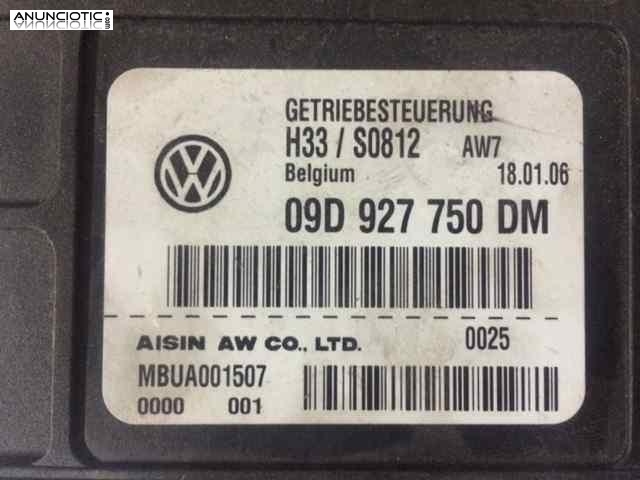 ANUNCIOTIC.com
GETRIEBESTEUERUNG
H33 / S0812 AW7
Belgium 18.01.06
09D 927 750 DM
AISIN AW CO., LTD. 0025
MBUA001507
0000 001